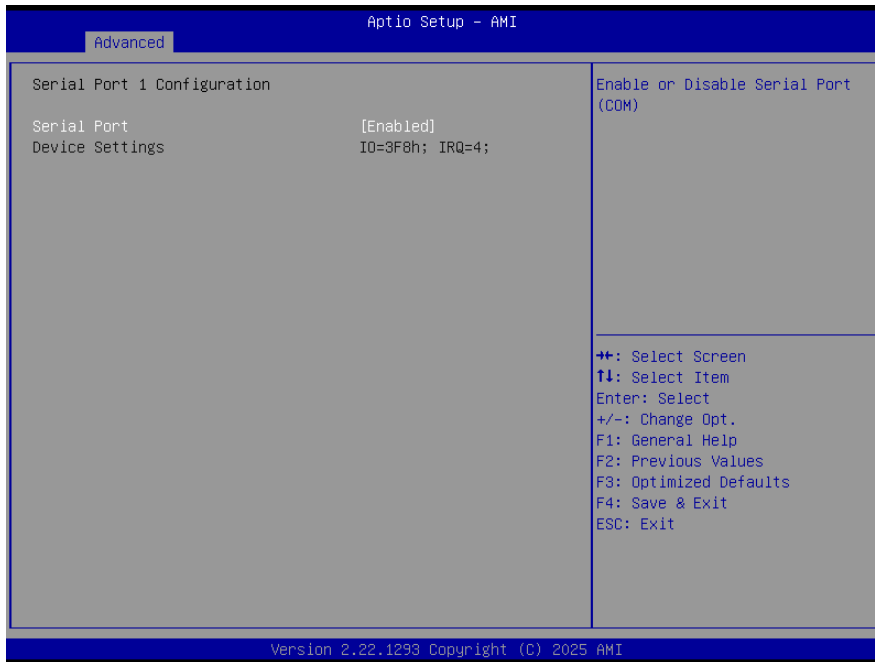 Aptio Setup – AMI
Advanced
Serial Port 1 Configuration
Serial Port [Enabled]
Device Settings IO=3F8h; IRQ=4;
Enable or Disable Serial Port
(COM)
→←: Select Screen
↑↓: Select Item
Enter: Select
+/-: Change Opt.
F1: General Help
F2: Previous Values
F3: Optimized Defaults
F4: Save & Exit
ESC: Exit
Version 2.22.1293 Copyright (C) 2025 AMI